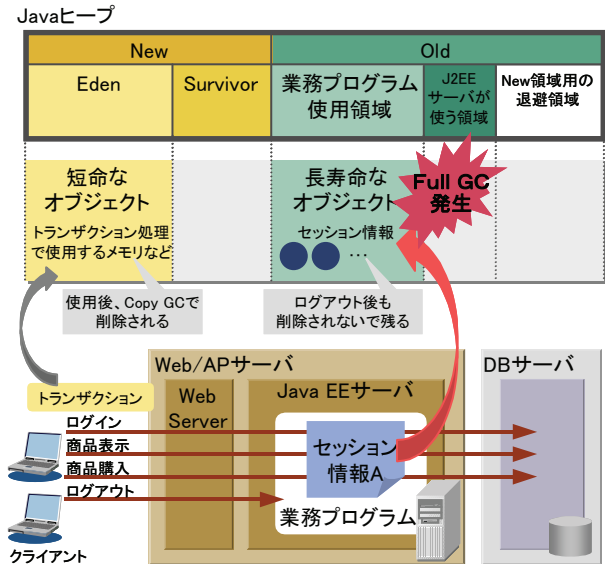 Javaヒープ
New
Old
Eden
Survivor
業務プログラム
使用領域
J2EE
サーバが
使う領域
New領域用の
退避領域
短命な
オブジェクト
トランザクション処理
で使用するメモリなど
長寿命な
オブジェクト
セッション情報
…
Full GC
発生
使用後、Copy GCで
削除される
ログアウト後も
削除されないで残る
Web/APサーバ
DBサーバ
トランザクション
Web
Server
Java EEサーバ
ログイン
商品表示
商品購入
ログアウト
セッション
情報A
業務プログラム
クライアント